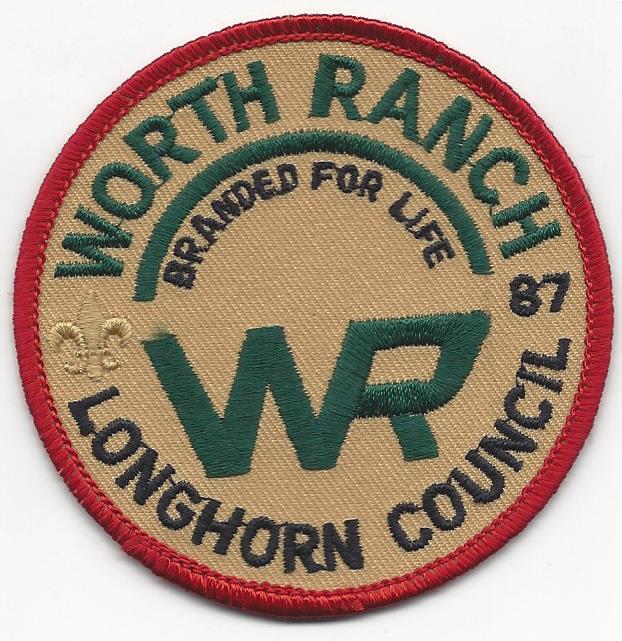 WORTH RANCH
BRANDED FOR LIFE
87
WR
LONGHORN COUNCIL